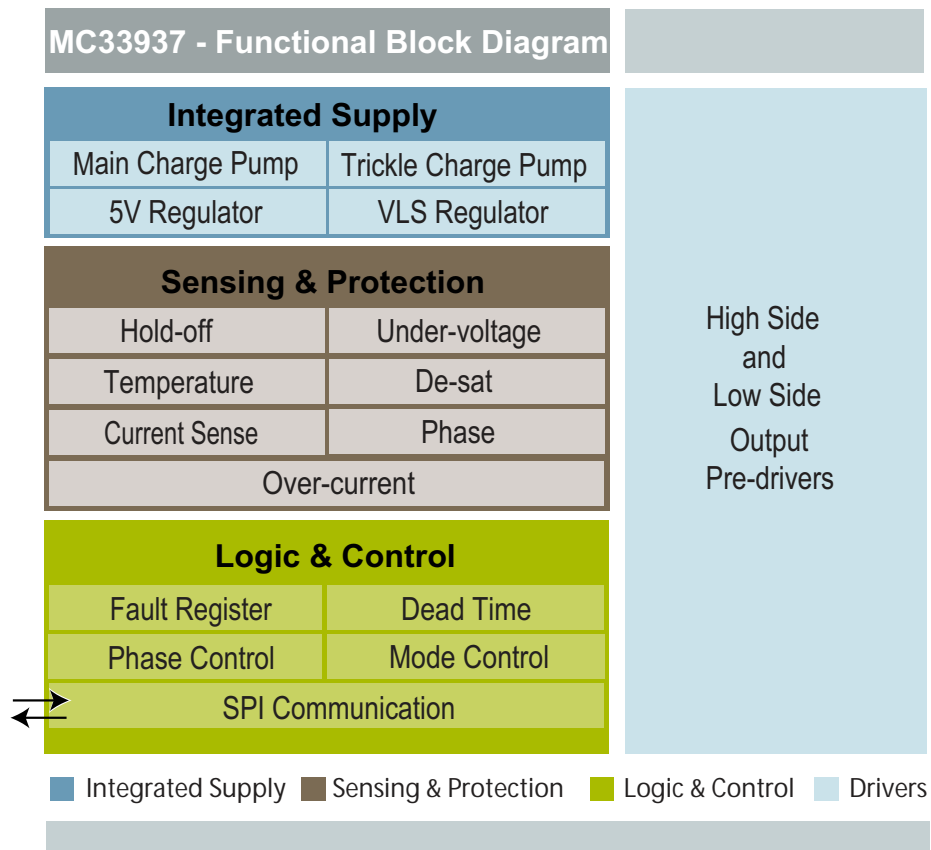 MC33937 - Functional Block Diagram
Integrated Supply
Main Charge Pump
Trickle Charge Pump
5V Regulator
VLS Regulator
Sensing & Protection
Hold-off
Under-voltage
Temperature
De-sat
Current Sense
Phase
Over-current
Logic & Control
Fault Register
Dead Time
Phase Control
Mode Control
SPI Communication
High Side
and
Low Side
Output
Pre-drivers
Integrated Supply
Sensing & Protection
Logic & Control
Drivers